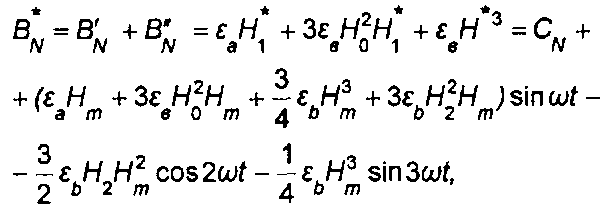 B*_N = B′_N + B″_N = ε_a H*_1 + 3ε_в H_0^2 H*_1 + ε_в H*^3 = C_N +
+ (ε_a H_m + 3ε_в H_0^2 H_m + 3/4 ε_b H_m^3 + 3ε_b H_2^2 H_m) sin ωt –
– 3/2 ε_b H_2 H_m^2 cos 2ωt – 1/4 ε_b H_m^3 sin 3ωt,